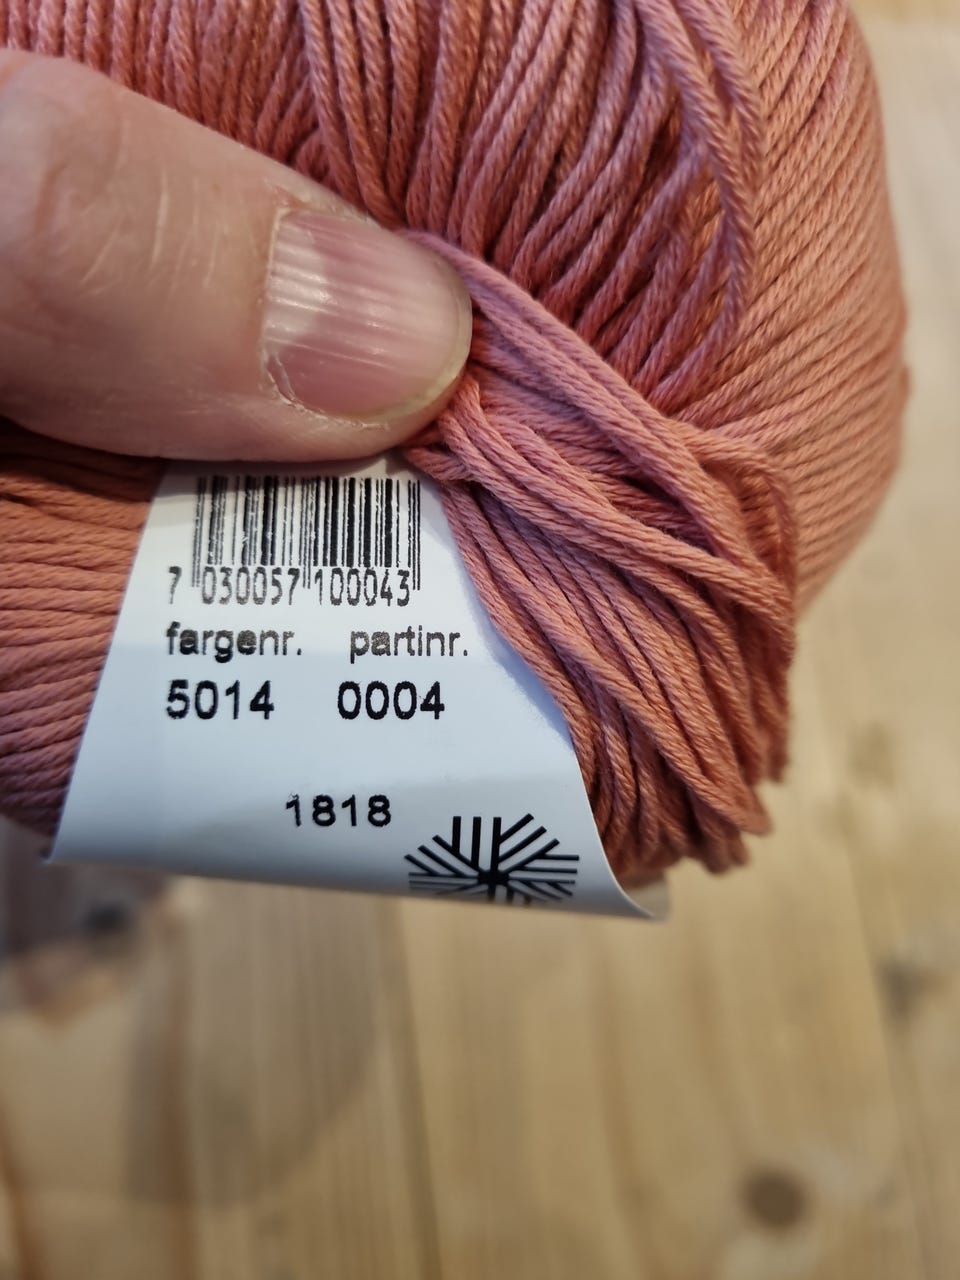 7 030057 100043
fargenr. partinr.
5014 0004
1818